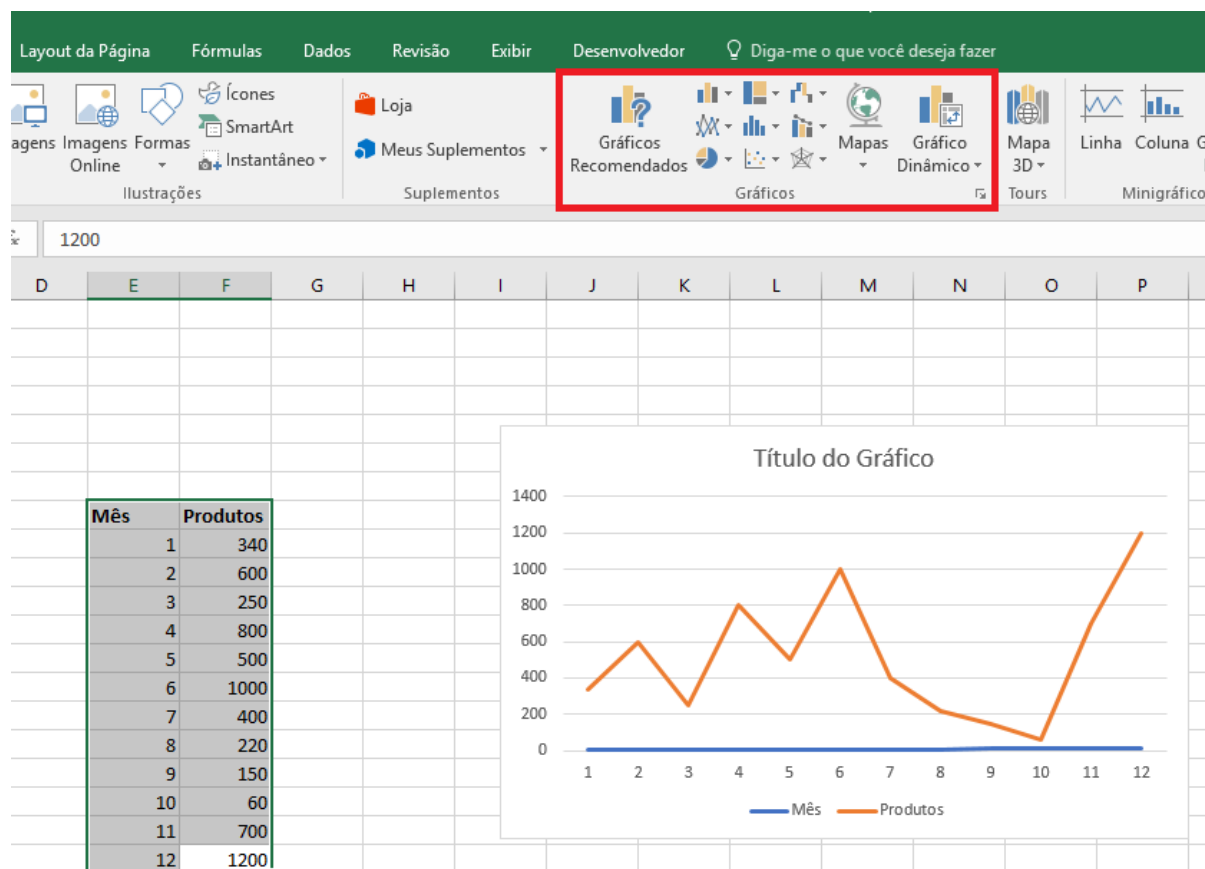 Layout da Página Fórmulas Dados Revisão Exibir Desenvolvedor Diga-me o que você deseja fazer
agens
Imagens Online
Formas
Ícones
SmartArt
Instantâneo
Ilustrações
Loja
Meus Suplementos
Suplementos
Gráficos Recomendados
Mapas
Gráfico Dinâmico
Gráficos
Mapa 3D
Tours
Linha
Coluna
G
Minigráfico
1200
D E F G H I J K L M N O P
Mês Produtos
1 340
2 600
3 250
4 800
5 500
6 1000
7 400
8 220
9 150
10 60
11 700
12 1200
Título do Gráfico
1400
1200
1000
800
600
400
200
0
1 2 3 4 5 6 7 8 9 10 11 12
Mês Produtos